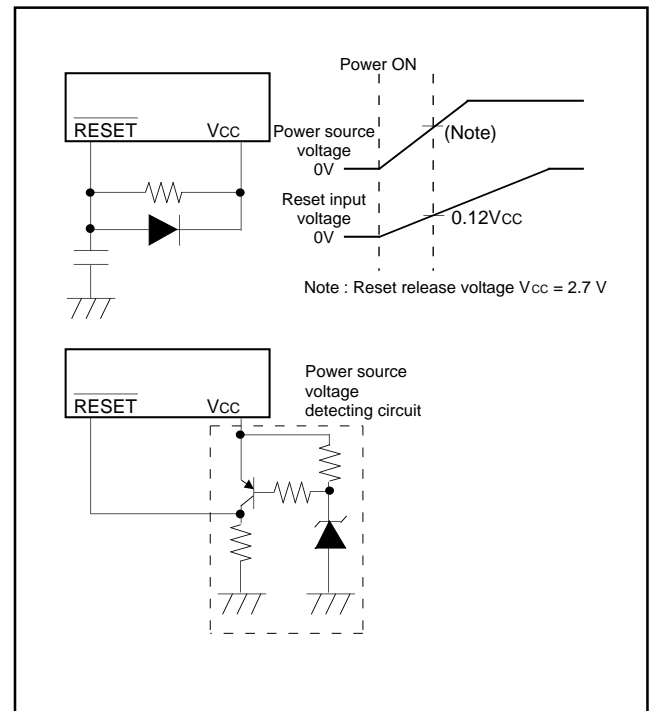 RESET VCC
Power ON
Power source
voltage
0V
(Note)
Reset input
voltage
0V
0.12VCC
Note : Reset release voltage VCC = 2.7 V
RESET VCC
Power source
voltage
detecting circuit